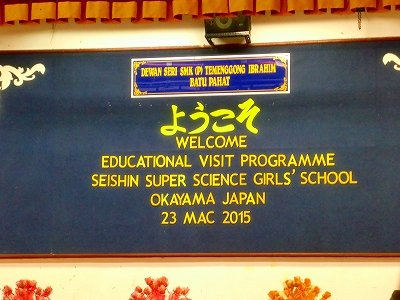 DEWAN SERI SMK (P) TEMENGGONG IBRAHIM
BATU PAHAT
ようこそ
WELCOME
EDUCATIONAL VISIT PROGRAMME
SEISHIN SUPER SCIENCE GIRLS' SCHOOL
OKAYAMA JAPAN
23 MAC 2015